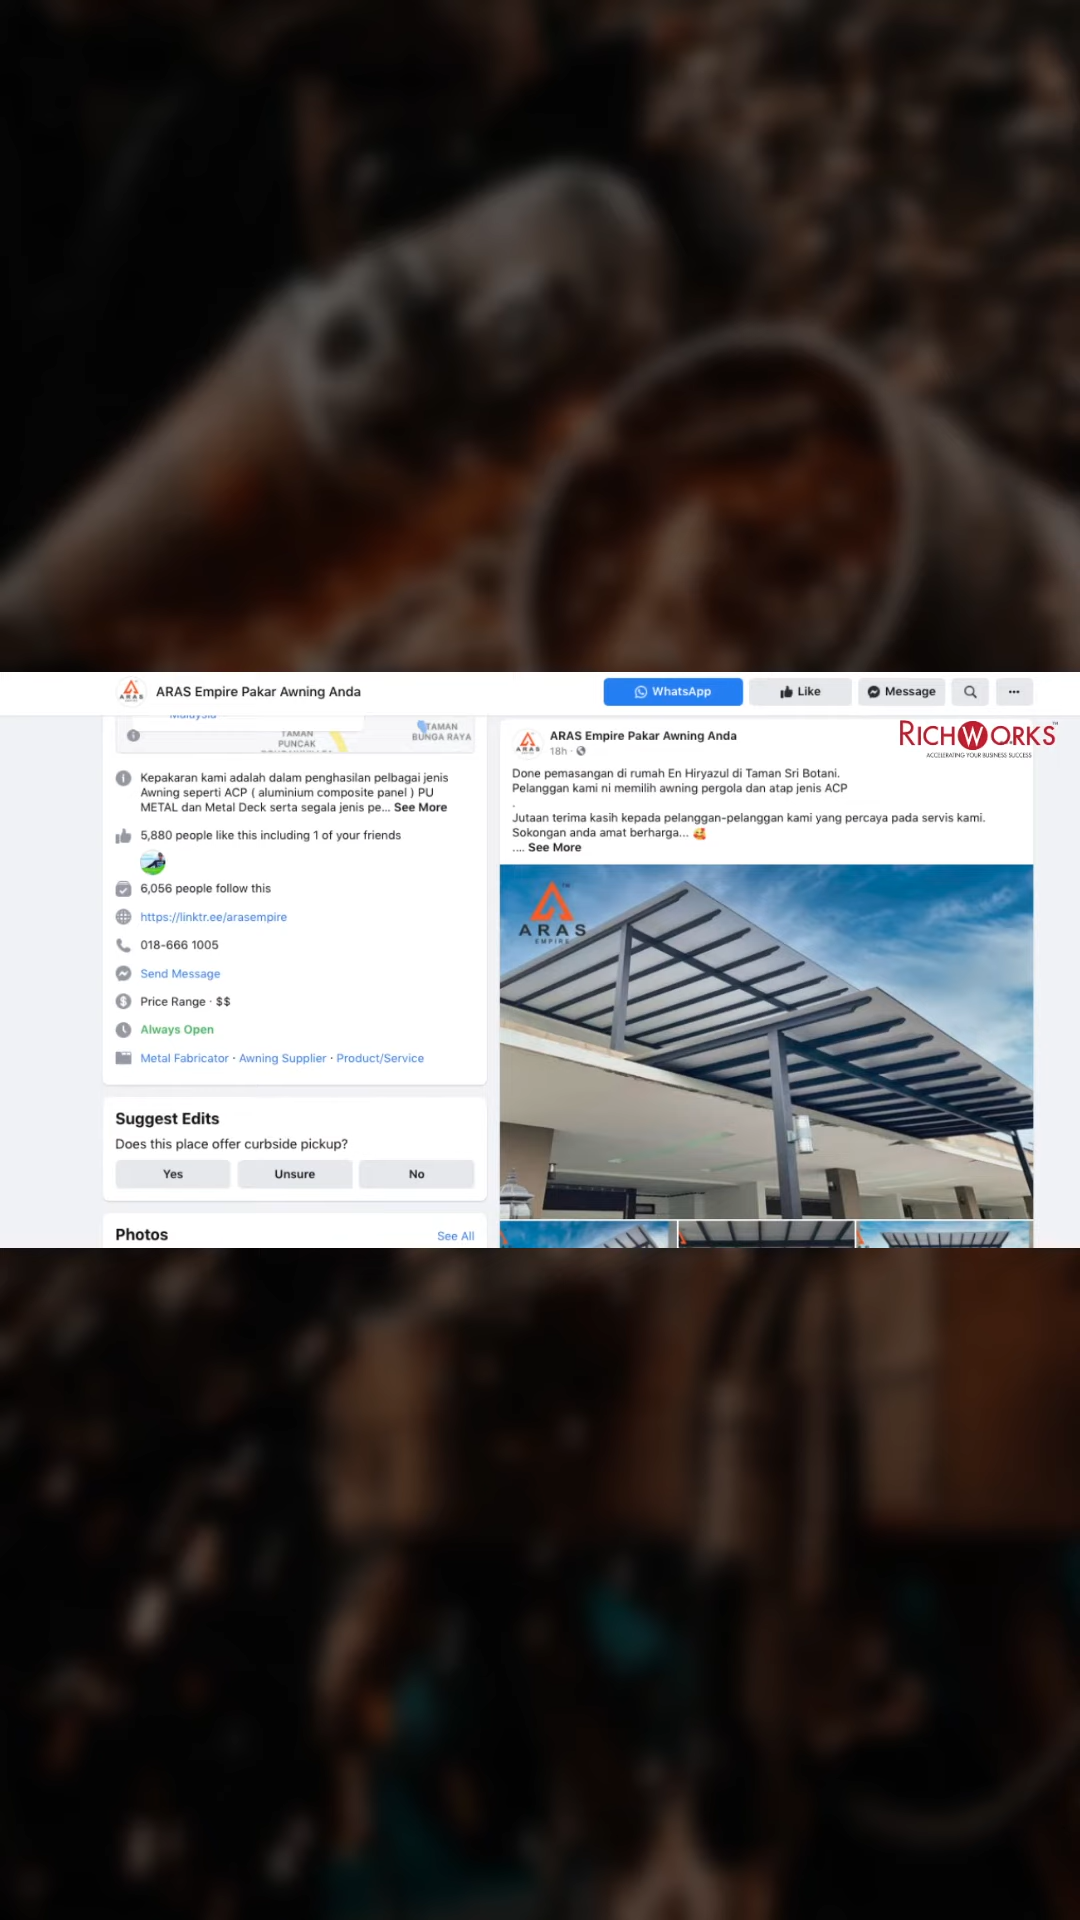 ARAS Empire Pakar Awning Anda
WhatsApp
Like
Message
Malaysia
TAMAN
PUNCAK
TAMAN
BUNGA RAYA
Kepakaran kami adalah dalam penghasilan pelbagai jenis
Awning seperti ACP ( aluminium composite panel ) PU
METAL dan Metal Deck serta segala jenis pe... See More
5,880 people like this including 1 of your friends
6,056 people follow this
https://linktr.ee/arasempire
018-666 1005
Send Message
Price Range · $$
Always Open
Metal Fabricator · Awning Supplier · Product/Service
Suggest Edits
Does this place offer curbside pickup?
Yes
Unsure
No
Photos
See All
ARAS Empire Pakar Awning Anda
18h ·
RICHWORKS™
ACCELERATING YOUR BUSINESS SUCCESS
Done pemasangan di rumah En Hiryazul di Taman Sri Botani.
Pelanggan kami ni memilih awning pergola dan atap jenis ACP
.
Jutaan terima kasih kepada pelanggan-pelanggan kami yang percaya pada servis kami.
Sokongan anda amat berharga... 🥰
.... See More
ARAS
EMPIRE